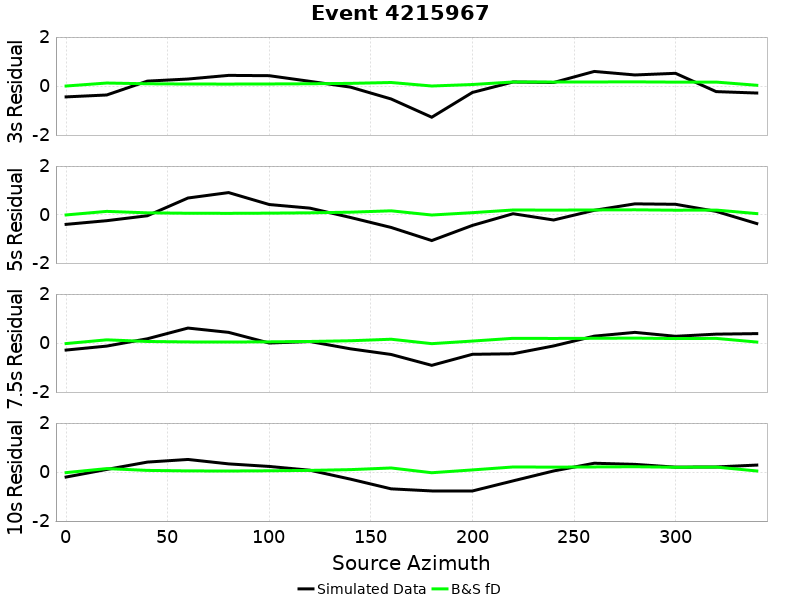 Event 4215967
3s Residual
2
0
-2
5s Residual
2
0
-2
7.5s Residual
2
0
-2
10s Residual
2
0
-2
0 50 100 150 200 250 300
Source Azimuth
Simulated Data B&S fD